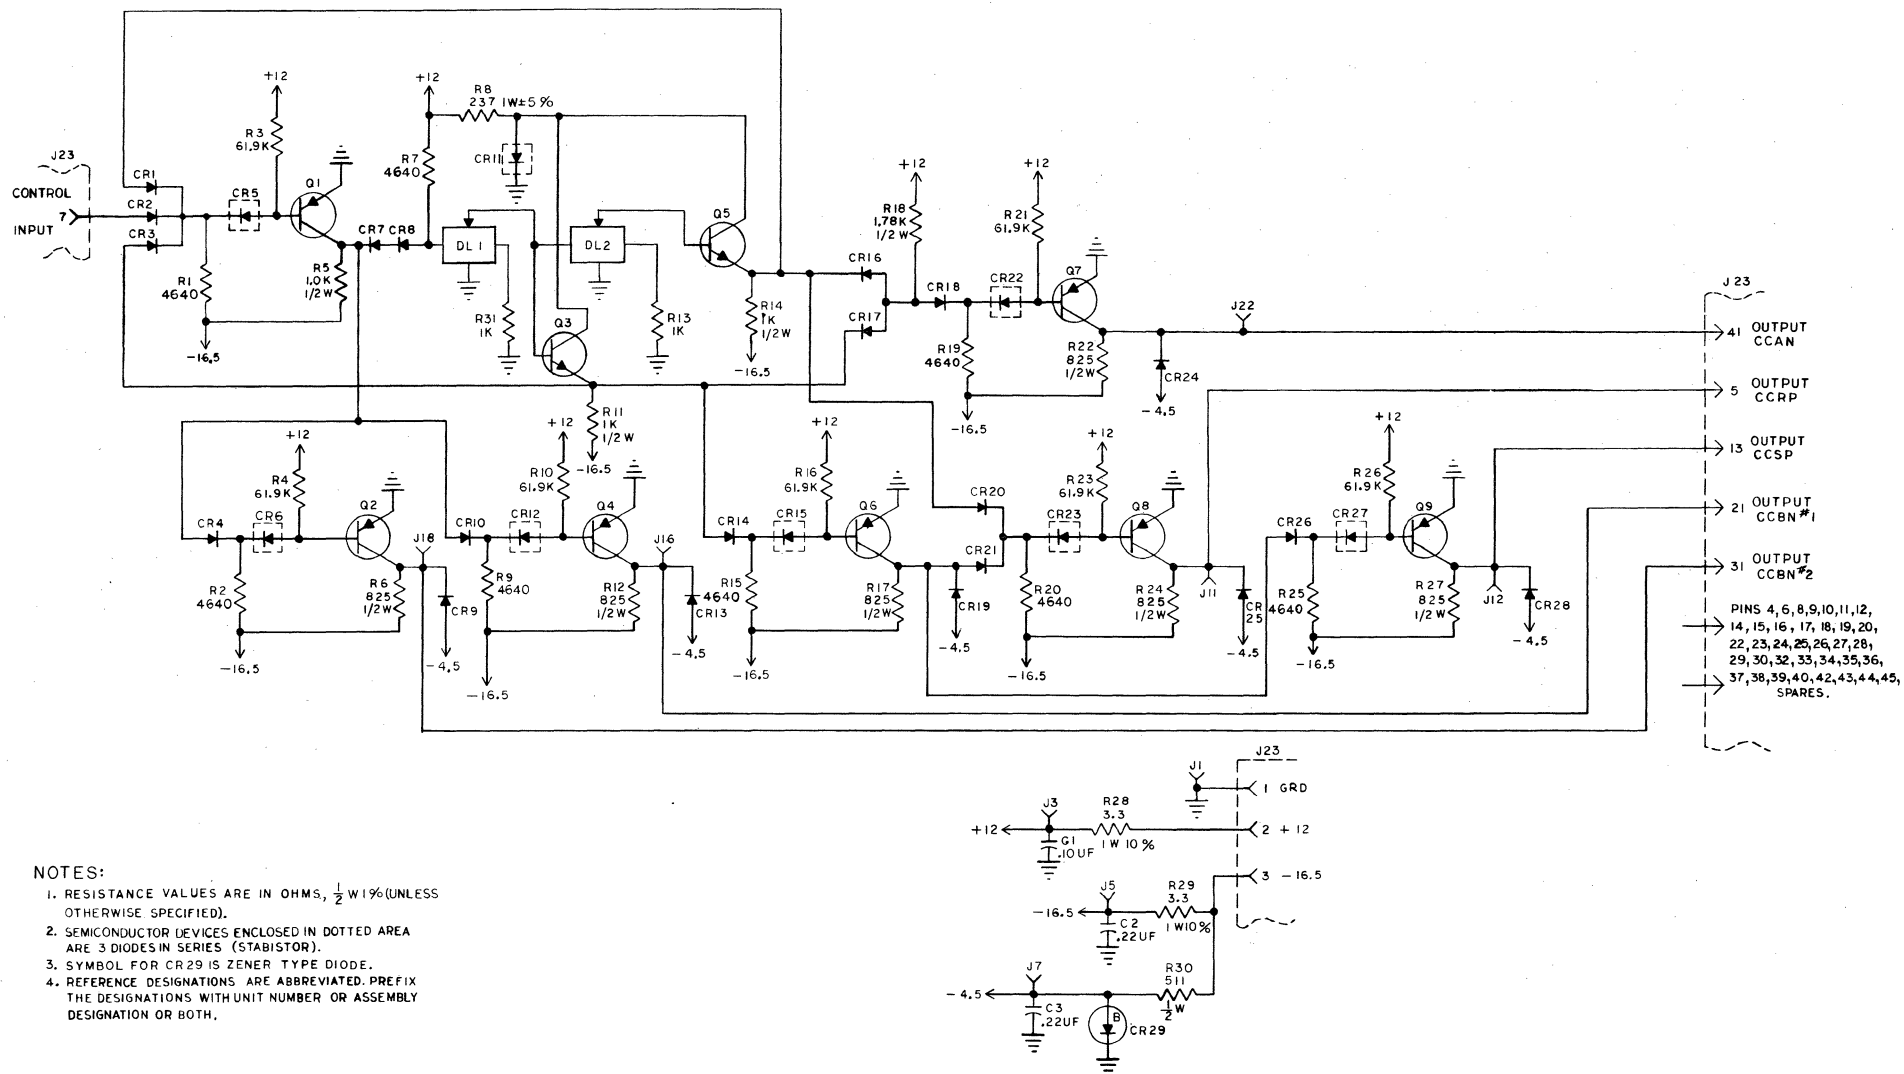 +12
+12
R8
237 1W±5%
R3
61.9K
J23
CONTROL
7
INPUT
CR1
CR2
CR3
CR5
Q1
R7
4640
CR11
CR7 CR8
DL 1
DL2
Q5
R1
4640
-16.5
R5
1.0K
1/2W
R31
1K
Q3
R13
1K
R14
1K
1/2W
-16.5
+12
R18
1.78K
1/2 W
+12
R21
61.9K
CR16
CR17
CR18
CR22
Q7
R19
4640
-16.5
R22
825
1/2W
J22
CR24
-4.5
J 23
41 OUTPUT
CCAN
5 OUTPUT
CCRP
13 OUTPUT
CCSP
21 OUTPUT
CCBN #1
31 OUTPUT
CCBN #2
PINS 4, 6, 8,9,10,11,12,
14, 15, 16 , 17, 18, 19, 20,
22, 23, 24, 25, 26, 27, 28,
29, 30, 32, 33, 34, 35, 36,
37, 38, 39, 40, 42, 43, 44, 45,
SPARES.
R11
1K
1/2 W
-16.5
+12
R4
61.9K
CR4
CR6
Q2
R2
4640
-16.5
R6
825
1/2W
J18
CR9
-4.5
+12
R10
61.9K
CR10
CR12
Q4
R9
4640
-16.5
R12
825
1/2W
J16
CR13
-4.5
+12
R16
61.9K
CR14
CR15
Q6
R15
4640
-16.5
R17
825
1/2W
CR19
-4.5
CR20
CR21
+12
R23
61.9K
CR23
Q8
R20
4640
-16.5
R24
825
1/2W
J11
CR
25
-4.5
+12
R26
61.9K
CR26
CR27
Q9
R25
4640
-16.5
R27
825
1/2W
J12
CR28
-4.5
J23
J1
1 GRD
J3
R28
3.3
1 W 10%
+12
2 + 12
G1
.10UF
3 -16.5
J5
R29
3.3
1 W10%
-16.5
C2
.22UF
J7
R30
511
1/2 W
-4.5
C3
.22UF
B
CR29
NOTES:
1. RESISTANCE VALUES ARE IN OHMS, 1/2 W 1% (UNLESS
OTHERWISE SPECIFIED).
2. SEMICONDUCTOR DEVICES ENCLOSED IN DOTTED AREA
ARE 3 DIODES IN SERIES (STABISTOR).
3. SYMBOL FOR CR29 IS ZENER TYPE DIODE.
4. REFERENCE DESIGNATIONS ARE ABBREVIATED. PREFIX
THE DESIGNATIONS WITH UNIT NUMBER OR ASSEMBLY
DESIGNATION OR BOTH.